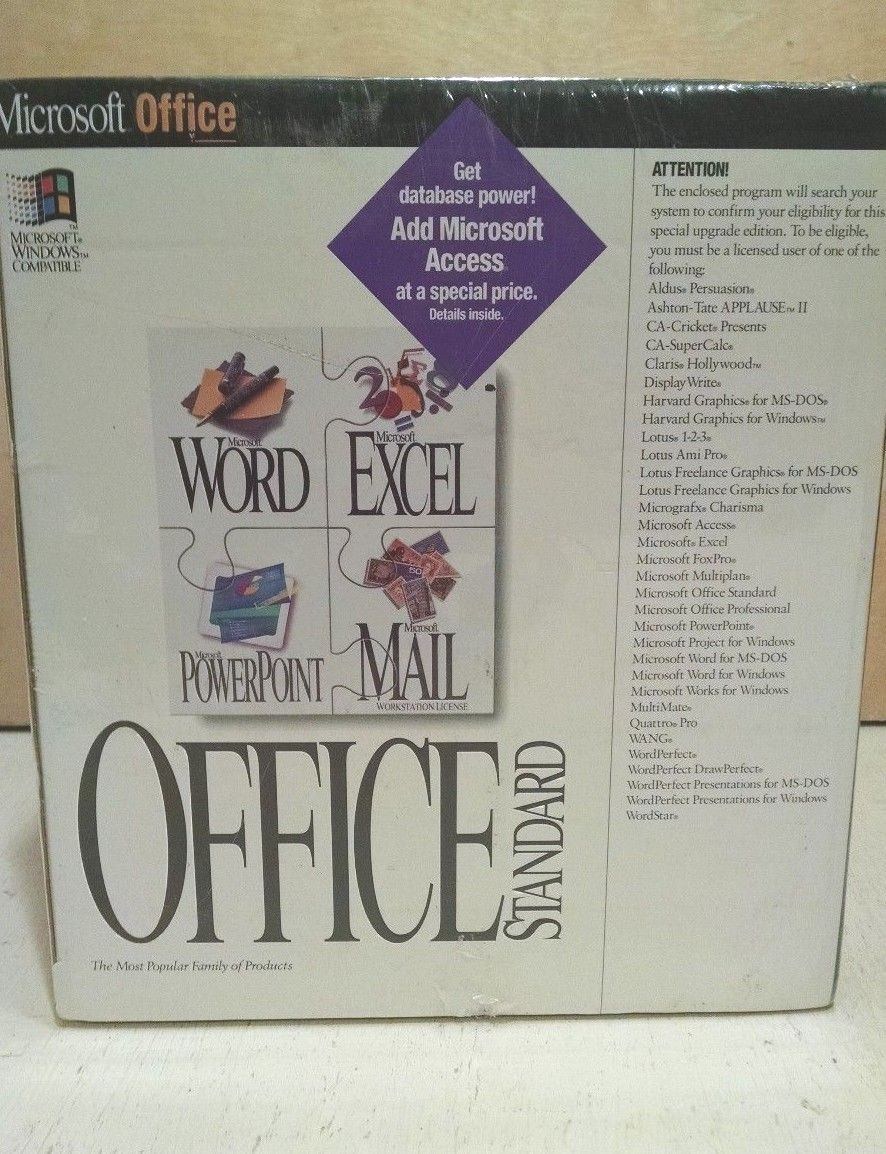 Microsoft Office
MICROSOFT®
WINDOWS™
COMPATIBLE
Get
database power!
Add Microsoft
Access
at a special price.
Details inside.
Microsoft
WORD
Microsoft
EXCEL
Microsoft
POWERPOINT
Microsoft
MAIL
WORKSTATION LICENSE
OFFICE
STANDARD
The Most Popular Family of Products
ATTENTION!
The enclosed program will search your
system to confirm your eligibility for this
special upgrade edition. To be eligible,
you must be a licensed user of one of the
following:
Aldus® Persuasion®
Ashton-Tate APPLAUSE™ II
CA-Cricket® Presents
CA-SuperCalc®
Claris® Hollywood™
DisplayWrite®
Harvard Graphics® for MS-DOS®
Harvard Graphics for Windows™
Lotus® 1-2-3®
Lotus Ami Pro®
Lotus Freelance Graphics® for MS-DOS
Lotus Freelance Graphics for Windows
Micrografx® Charisma
Microsoft Access®
Microsoft® Excel
Microsoft FoxPro®
Microsoft Multiplan®
Microsoft Office Standard
Microsoft Office Professional
Microsoft PowerPoint®
Microsoft Project for Windows
Microsoft Word for MS-DOS
Microsoft Word for Windows
Microsoft Works for Windows
MultiMate®
Quattro® Pro
WANG®
WordPerfect®
WordPerfect DrawPerfect®
WordPerfect Presentations for MS-DOS
WordPerfect Presentations for Windows
WordStar®